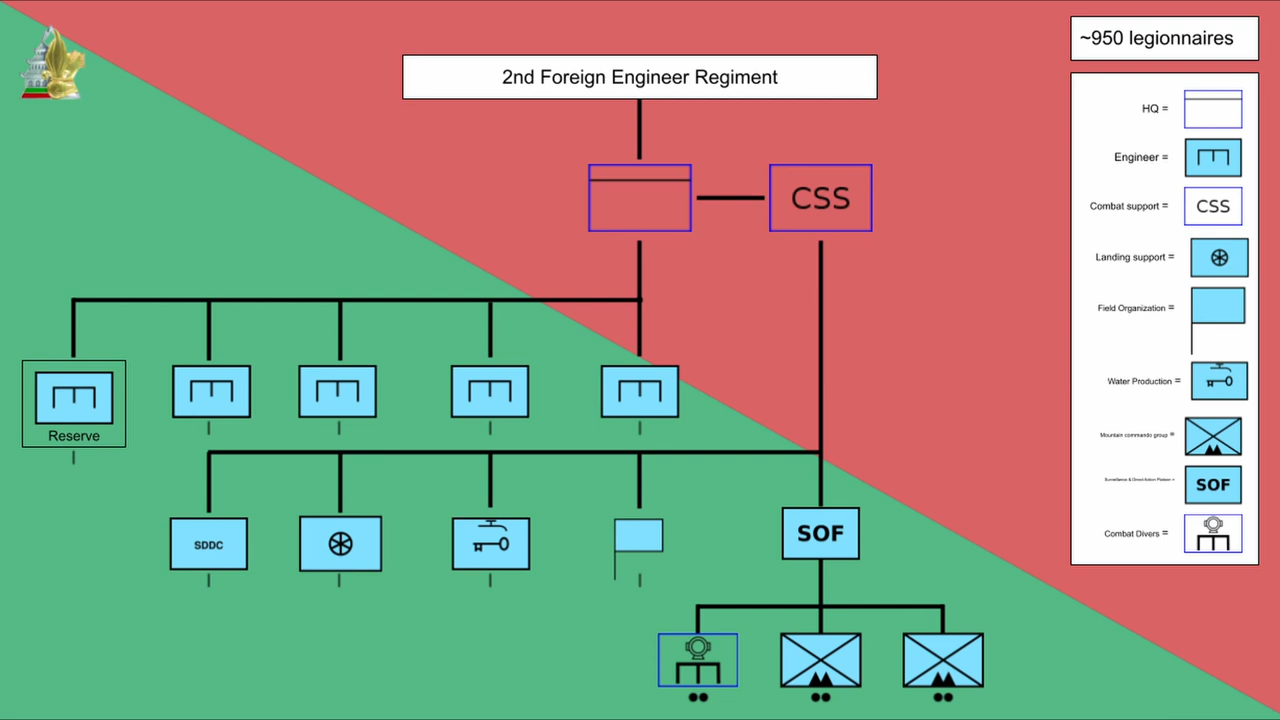 ~950 legionnaires
2nd Foreign Engineer Regiment
HQ =
Engineer =
CSS
Combat support =
CSS
Landing support =
Field Organization =
Water Production =
Mountain commando group =
Reserve
SOF
SDDC
SOF
Combat Divers =